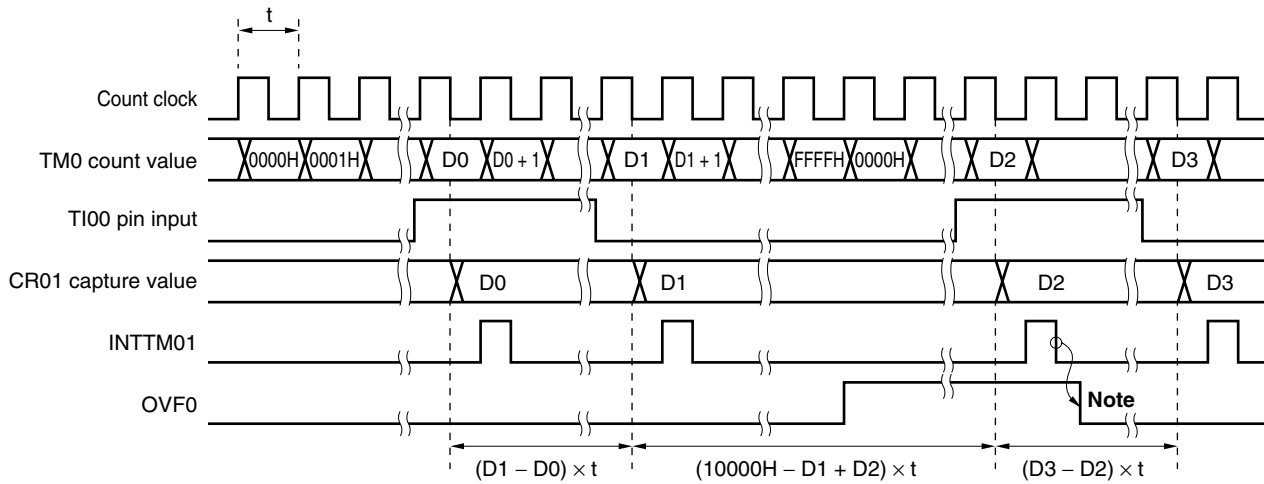 t
Count clock
TM0 count value 0000H 0001H D0 D0 + 1 D1 D1 + 1 FFFFH 0000H D2 D3
TI00 pin input
CR01 capture value D0 D1 D2 D3
INTTM01
OVF0 Note
(D1 − D0) × t (10000H − D1 + D2) × t (D3 − D2) × t